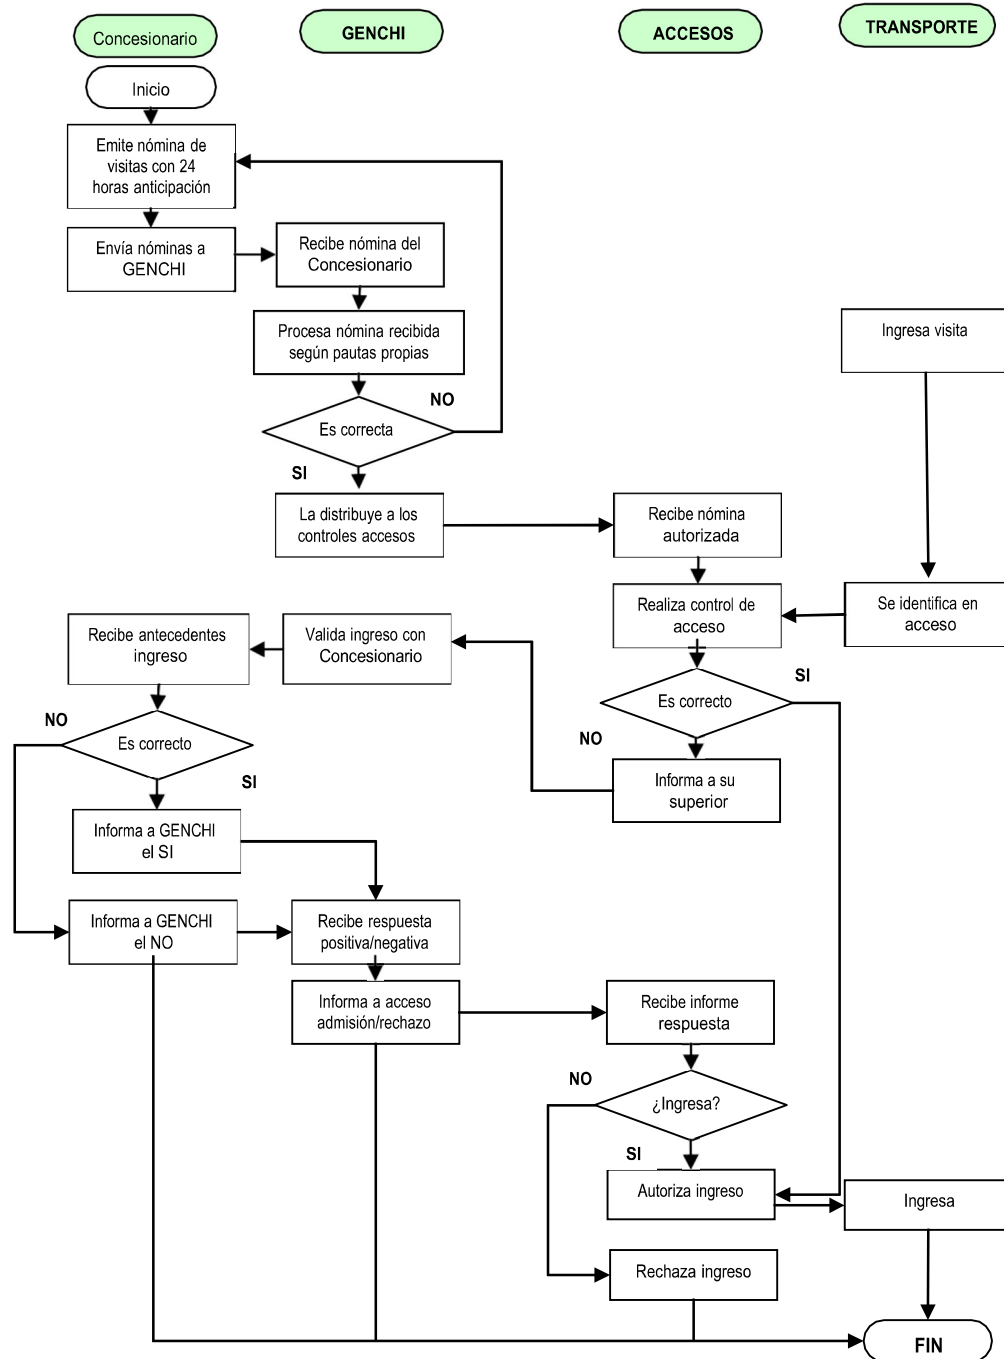 Concesionario
GENCHI
ACCESOS
TRANSPORTE
Inicio
Emite nómina de
visitas con 24
horas anticipación
Envía nóminas a
GENCHI
Recibe nómina del
Concesionario
Procesa nómina recibida
según pautas propias
Ingresa visita
NO
Es correcta
SI
La distribuye a los
controles accesos
Recibe nómina
autorizada
Realiza control de
acceso
Se identifica en
acceso
Recibe antecedentes
ingreso
Valida ingreso con
Concesionario
SI
Es correcto
NO
NO
Es correcto
SI
Informa a su
superior
Informa a GENCHI
el SI
Informa a GENCHI
el NO
Recibe respuesta
positiva/negativa
Informa a acceso
admisión/rechazo
Recibe informe
respuesta
NO
¿Ingresa?
SI
Autoriza ingreso
Ingresa
Rechaza ingreso
FIN